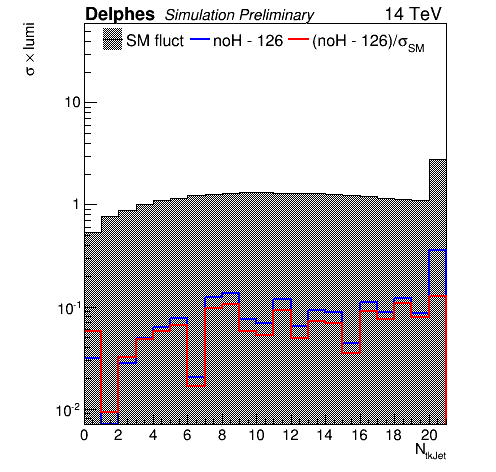 Delphes Simulation Preliminary 14 TeV
σ × lumi
SM fluct noH - 126 (noH - 126)/σSM
10
1
10-1
10-2
0 2 4 6 8 10 12 14 16 18 20
NtkJet